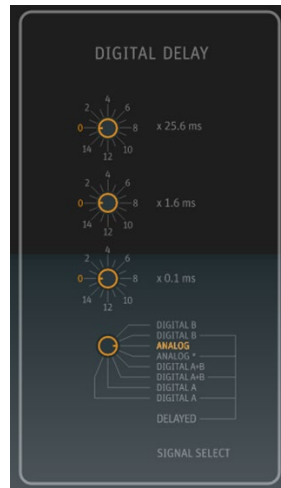 DIGITAL DELAY
4
2 6
0 8 x 25.6 ms
14 10
12
4
2 6
0 8 x 1.6 ms
14 10
12
4
2 6
0 8 x 0.1 ms
14 10
12
DIGITAL B
DIGITAL B
ANALOG
ANALOG *
DIGITAL A+B
DIGITAL A+B
DIGITAL A
DIGITAL A
DELAYED
SIGNAL SELECT